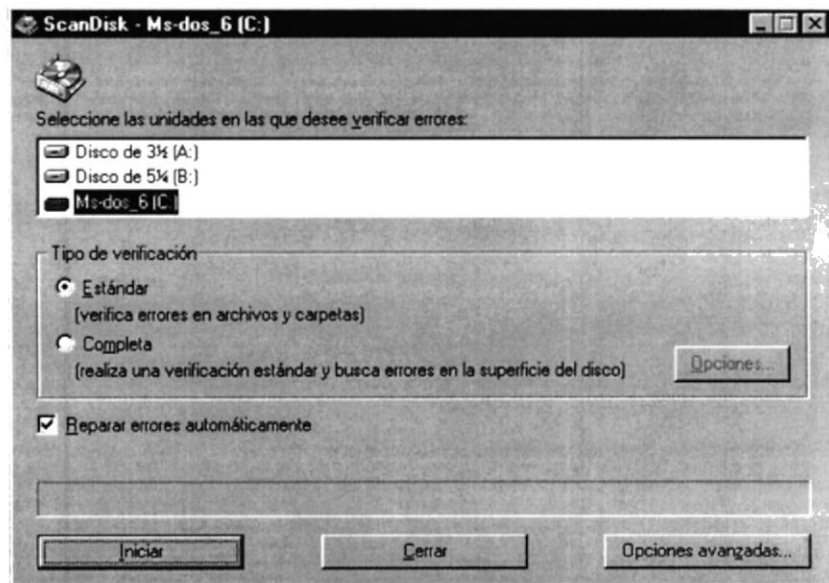 ScanDisk - Ms-dos_6 (C:)
Seleccione las unidades en las que desee verificar errores:
Disco de 3½ (A:)
Disco de 5¼ (B:)
Ms-dos_6 (C:)
Tipo de verificación
Estándar
(verifica errores en archivos y carpetas)
Completa
(realiza una verificación estándar y busca errores en la superficie del disco)
Opciones...
Reparar errores automáticamente
Iniciar
Cerrar
Opciones avanzadas...